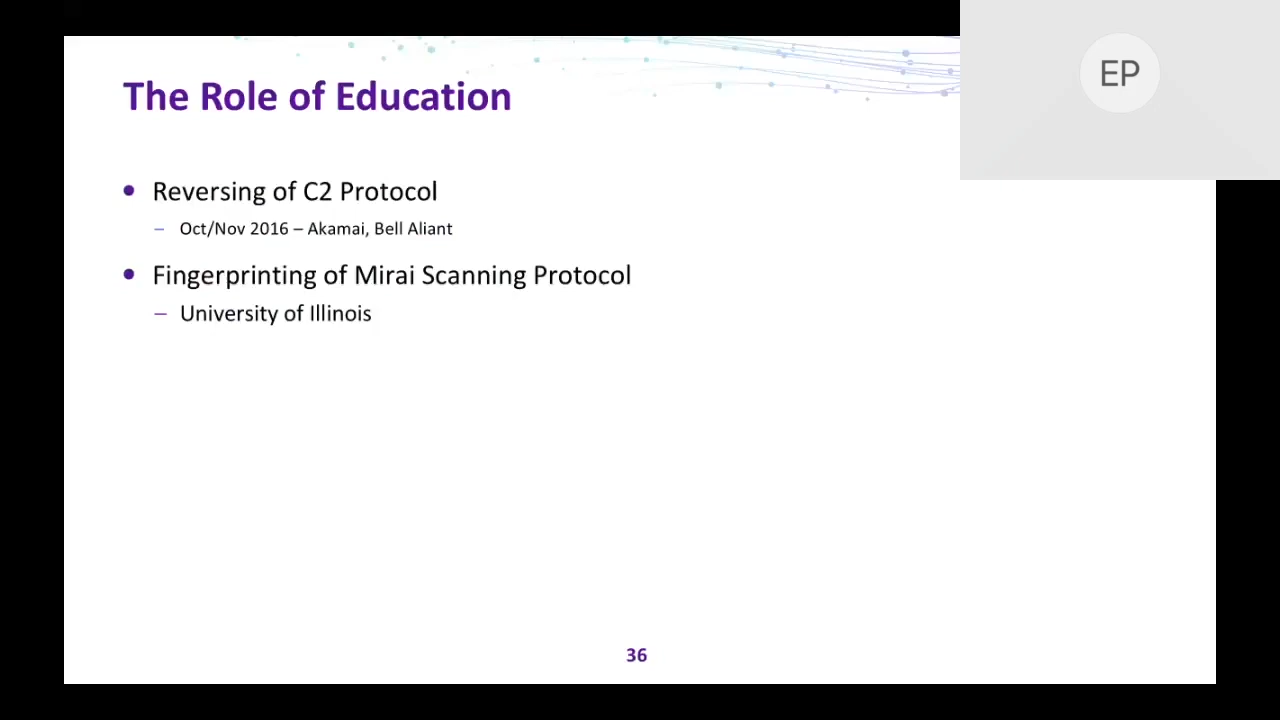 The Role of Education
EP
Reversing of C2 Protocol
– Oct/Nov 2016 – Akamai, Bell Aliant
Fingerprinting of Mirai Scanning Protocol
– University of Illinois
36